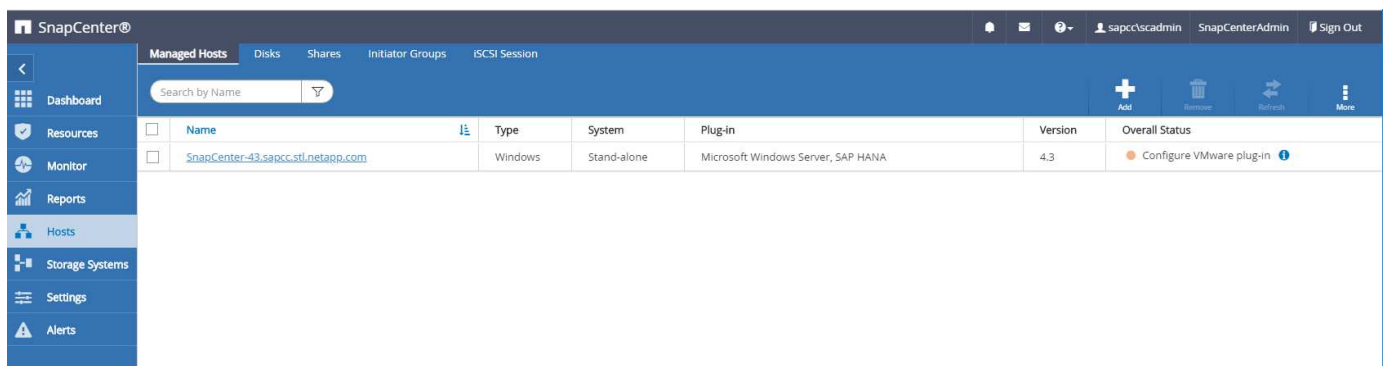 SnapCenter®
sapcc\scadmin SnapCenterAdmin Sign Out
Managed Hosts Disks Shares Initiator Groups iSCSI Session
Search by Name
Add Remove Refresh More
Dashboard
Resources
Monitor
Reports
Hosts
Storage Systems
Settings
Alerts
Name Type System Plug-in Version Overall Status
SnapCenter-43.sapcc.stl.netapp.com Windows Stand-alone Microsoft Windows Server, SAP HANA 4.3 Configure VMware plug-in